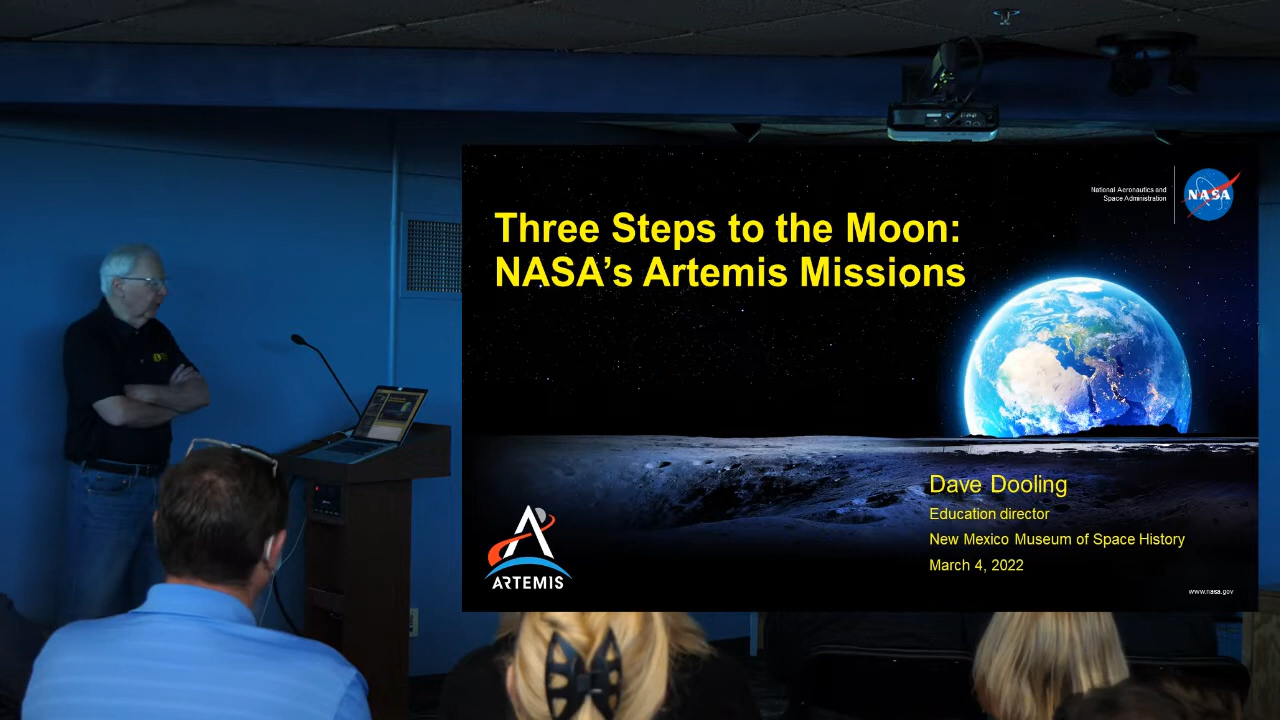 National Aeronautics and
Space Administration
NASA
Three Steps to the Moon:
NASA's Artemis Missions
Dave Dooling
Education director
New Mexico Museum of Space History
March 4, 2022
ARTEMIS
www.nasa.gov